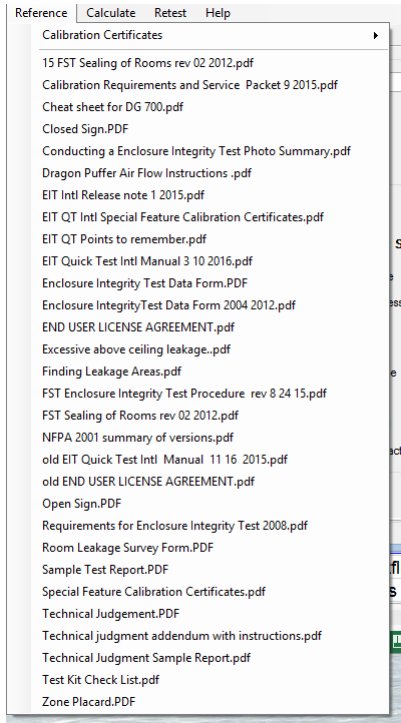 Reference Calculate Retest Help
Calibration Certificates
15 FST Sealing of Rooms rev 02 2012.pdf
Calibration Requirements and Service  Packet 9 2015.pdf
Cheat sheet for DG 700.pdf
Closed Sign.PDF
Conducting a Enclosure Integrity Test Photo Summary.pdf
Dragon Puffer Air Flow Instructions .pdf
EIT Intl Release note 1 2015.pdf
EIT QT Intl Special Feature Calibration Certificates.pdf
EIT QT Points to remember.pdf
EIT Quick Test Intl Manual 3 10 2016.pdf
Enclosure Integrity Test Data Form.PDF
Enclosure IntegrityTest Data Form 2004 2012.pdf
END USER LICENSE AGREEMENT.pdf
Excessive above ceiling leakage..pdf
Finding Leakage Areas.pdf
FST Enclosure Integrity Test Procedure  rev 8 24 15.pdf
FST Sealing of Rooms rev 02 2012.pdf
NFPA 2001 summary of versions.pdf
old EIT Quick Test Intl  Manual  11 16  2015.pdf
old END USER LICENSE AGREEMENT.pdf
Open Sign.PDF
Requirements for Enclosure Integrity Test 2008.pdf
Room Leakage Survey Form.PDF
Sample Test Report.PDF
Special Feature Calibration Certificates.pdf
Technical Judgement.PDF
Technical judgment addendum with instructions.pdf
Technical Judgment Sample Report.pdf
Test Kit Check List.pdf
Zone Placard.PDF